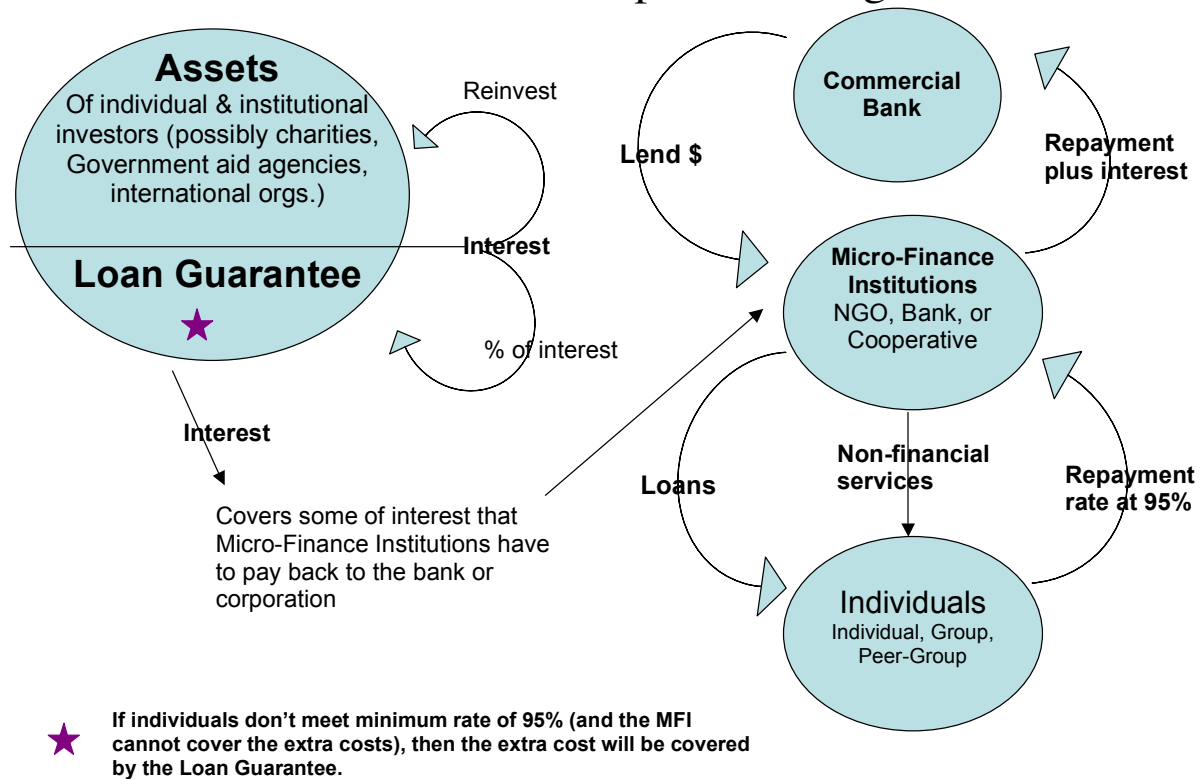 Assets
Of individual & institutional
investors (possibly charities,
Government aid agencies,
international orgs.)
Loan Guarantee
Reinvest
Interest
% of interest
Interest
Covers some of interest that
Micro-Finance Institutions have
to pay back to the bank or
corporation
Commercial
Bank
Lend $
Repayment
plus interest
Micro-Finance
Institutions
NGO, Bank, or
Cooperative
Loans
Non-financial
services
Repayment
rate at 95%
Individuals
Individual, Group,
Peer-Group
If individuals don’t meet minimum rate of 95% (and the MFI
cannot cover the extra costs), then the extra cost will be covered
by the Loan Guarantee.